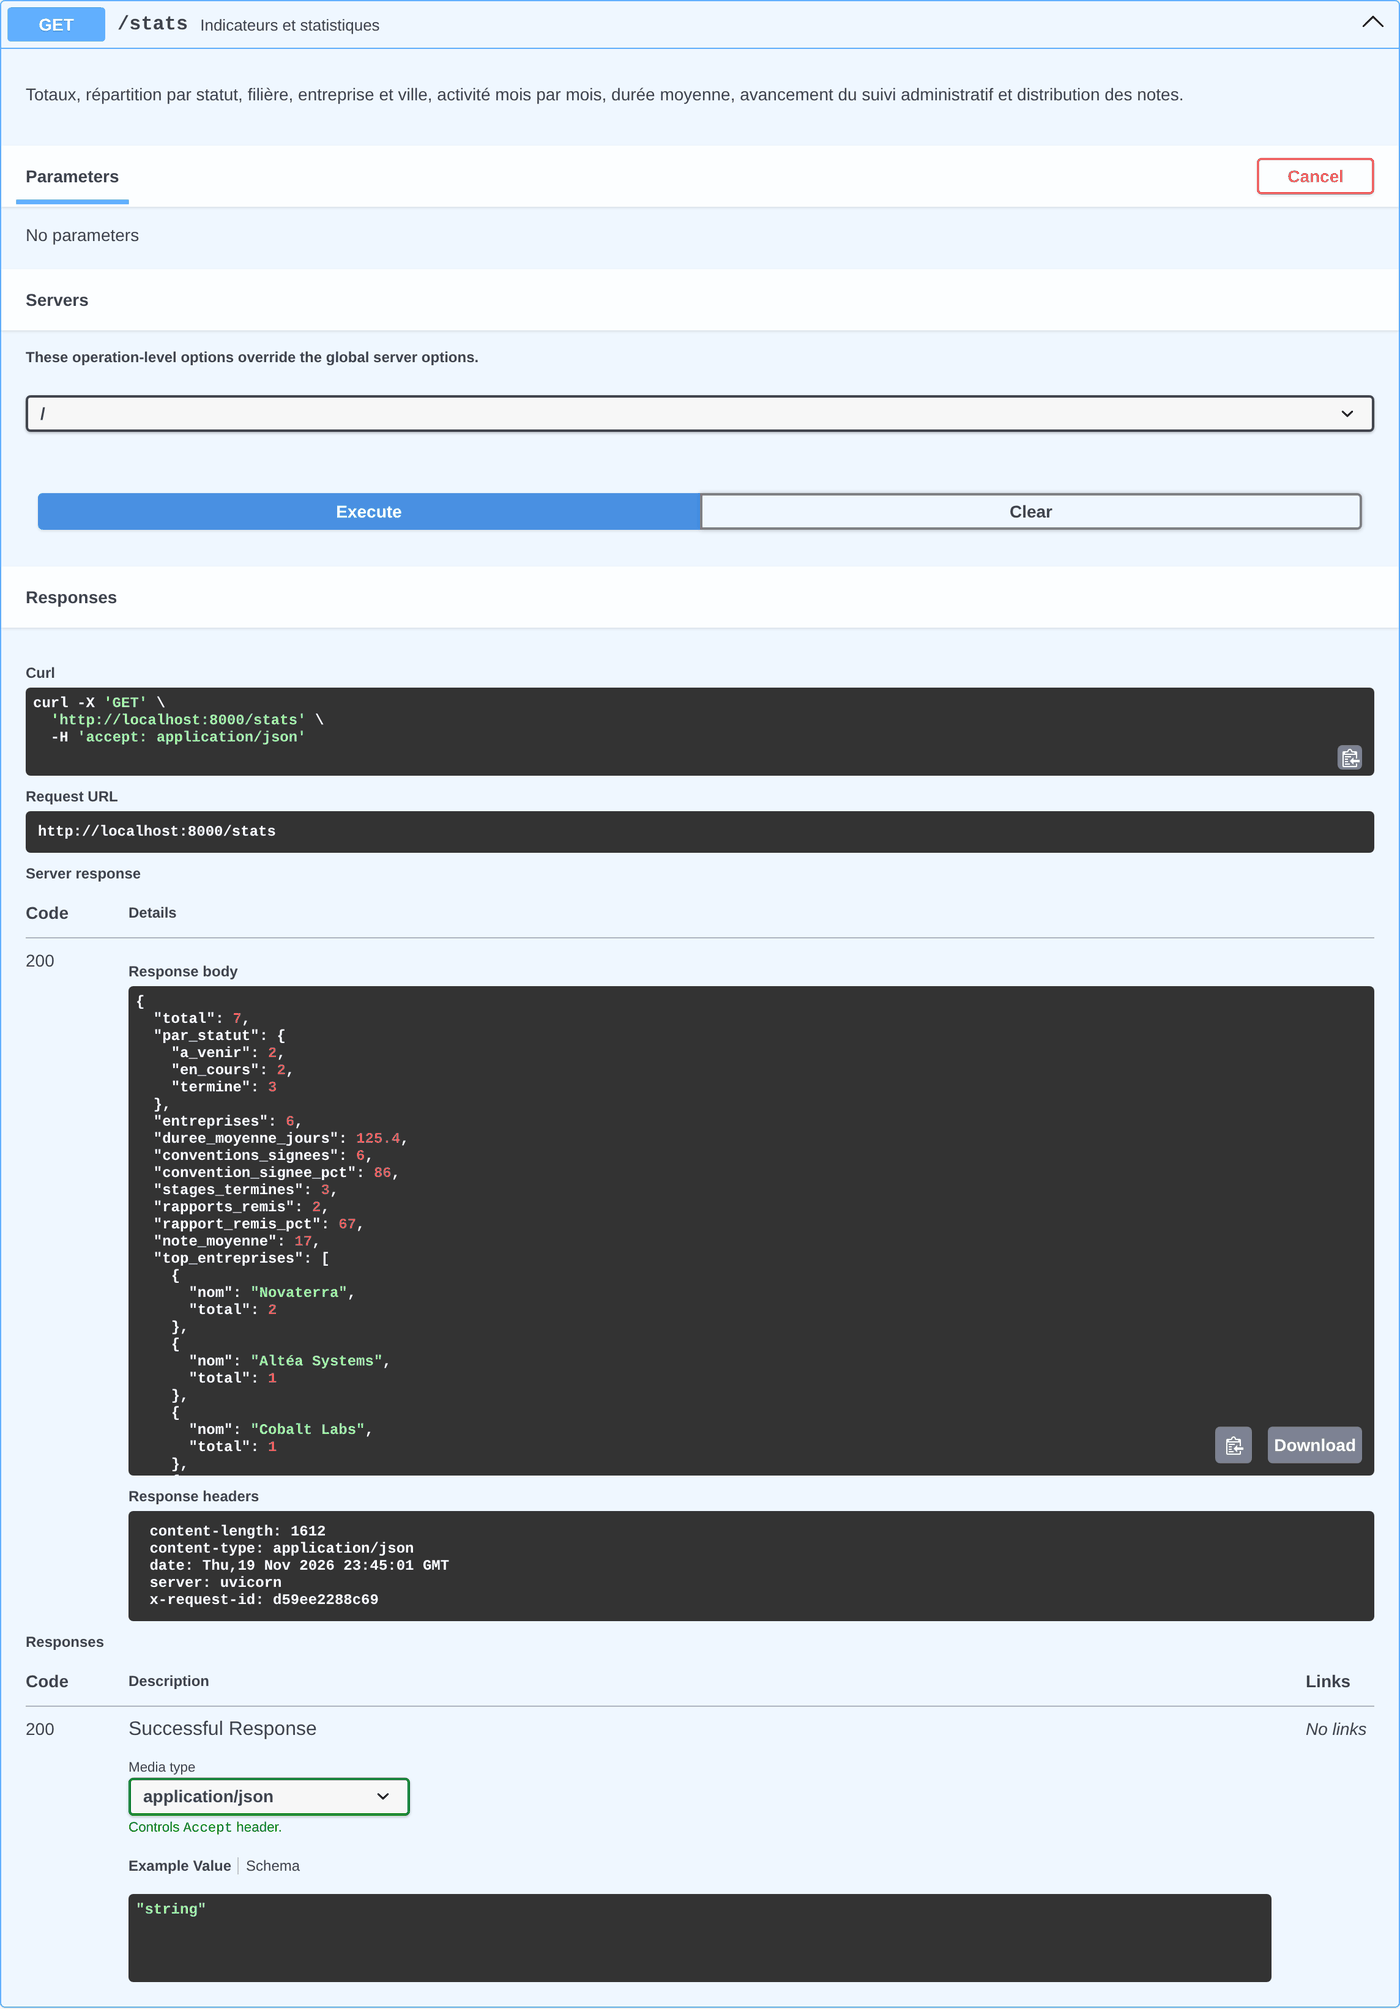 GET /stats Indicateurs et statistiques
Totaux, répartition par statut, filière, entreprise et ville, activité mois par mois, durée moyenne, avancement du suivi administratif et distribution des notes.
Parameters
Cancel
No parameters
Servers
These operation-level options override the global server options.
/
Execute
Clear
Responses
Curl
curl -X 'GET' \
  'http://localhost:8000/stats' \
  -H 'accept: application/json'
Request URL
http://localhost:8000/stats
Server response
Code Details
200
Response body
{
  "total": 7,
  "par_statut": {
    "a_venir": 2,
    "en_cours": 2,
    "termine": 3
  },
  "entreprises": 6,
  "duree_moyenne_jours": 125.4,
  "conventions_signees": 6,
  "convention_signee_pct": 86,
  "stages_termines": 3,
  "rapports_remis": 2,
  "rapport_remis_pct": 67,
  "note_moyenne": 17,
  "top_entreprises": [
    {
      "nom": "Novaterra",
      "total": 2
    },
    {
      "nom": "Altéa Systems",
      "total": 1
    },
    {
      "nom": "Cobalt Labs",
      "total": 1
    },
Download
Response headers
content-length: 1612
content-type: application/json
date: Thu,19 Nov 2026 23:45:01 GMT
server: uvicorn
x-request-id: d59ee2288c69
Responses
Code Description Links
200 Successful Response No links
Media type
application/json
Controls Accept header.
Example Value Schema
"string"